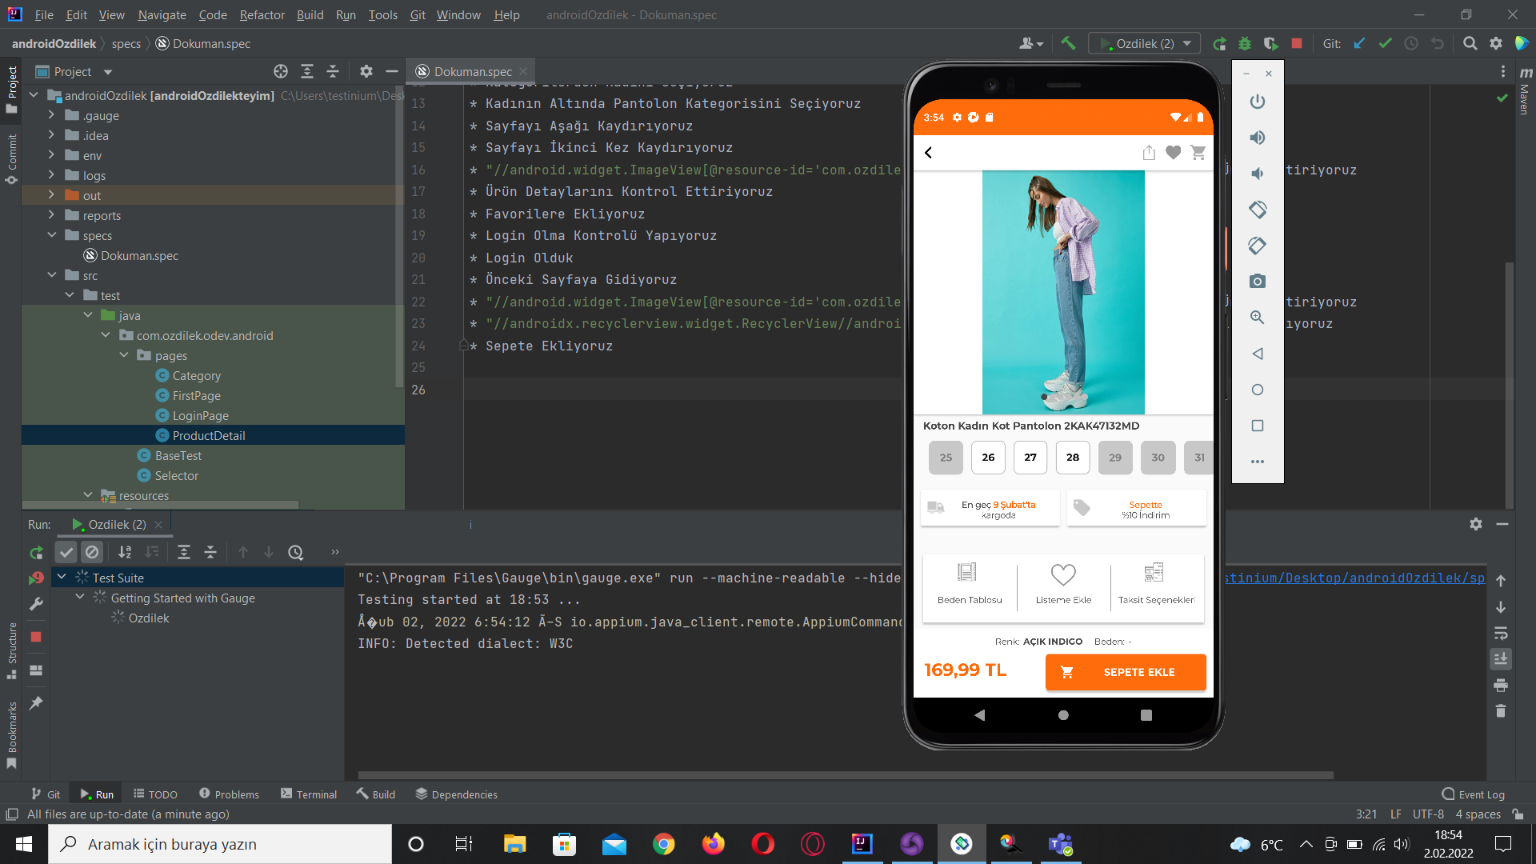 File Edit View Navigate Code Refactor Build Run Tools Git Window Help androidOzdilek - Dokuman.spec
androidOzdilek specs Dokuman.spec
Ozdilek (2)
Git:
Project
Project
Commit
Structure
Bookmarks
androidOzdilek [androidOzdilekteyim] C:\Users\testinium\Des
.gauge
.idea
env
logs
out
reports
specs
Dokuman.spec
src
test
java
com.ozdilek.odev.android
pages
Category
FirstPage
LoginPage
ProductDetail
BaseTest
Selector
resources
Dokuman.spec
13 * Kadının Altında Pantolon Kategorisini Seçiyoruz
14 * Sayfayı Aşağı Kaydırıyoruz
15 * Sayfayı İkinci Kez Kaydırıyoruz
16 * "//android.widget.ImageView[@resource-id='com.ozdile
tiriyoruz
17 * Ürün Detaylarını Kontrol Ettiriyoruz
18 * Favorilere Ekliyoruz
19 * Login Olma Kontrolü Yapıyoruz
20 * Login Olduk
21 * Önceki Sayfaya Gidiyoruz
22 * "//android.widget.ImageView[@resource-id='com.ozdile
tiriyoruz
23 * "//androidx.recyclerview.widget.RecyclerView//androi
ıyoruz
24 * Sepete Ekliyoruz
25
26
Maven
3:54
Koton Kadın Kot Pantolon 2KAK47132MD
25 26 27 28 29 30 31
En geç 9 Şubat'ta
kargoda
Sepette
%10 İndirim
Beden Tablosu
Listeme Ekle
Taksit Seçenekleri
Renk: AÇIK INDIGO Beden: -
169,99 TL
SEPETE EKLE
Run: Ozdilek (2)
Test Suite
Getting Started with Gauge
Ozdilek
"C:\Program Files\Gauge\bin\gauge.exe" run --machine-readable --hide
stinium/Desktop/androidOzdilek/sp
Testing started at 18:53 ...
Å�ub 02, 2022 6:54:12 Ã-S io.appium.java_client.remote.AppiumComman
INFO: Detected dialect: W3C
Git Run TODO Problems Terminal Build Dependencies Event Log
All files are up-to-date (a minute ago) 3:21 LF UTF-8 4 spaces
Aramak için buraya yazın
6°C
18:54
2.02.2022